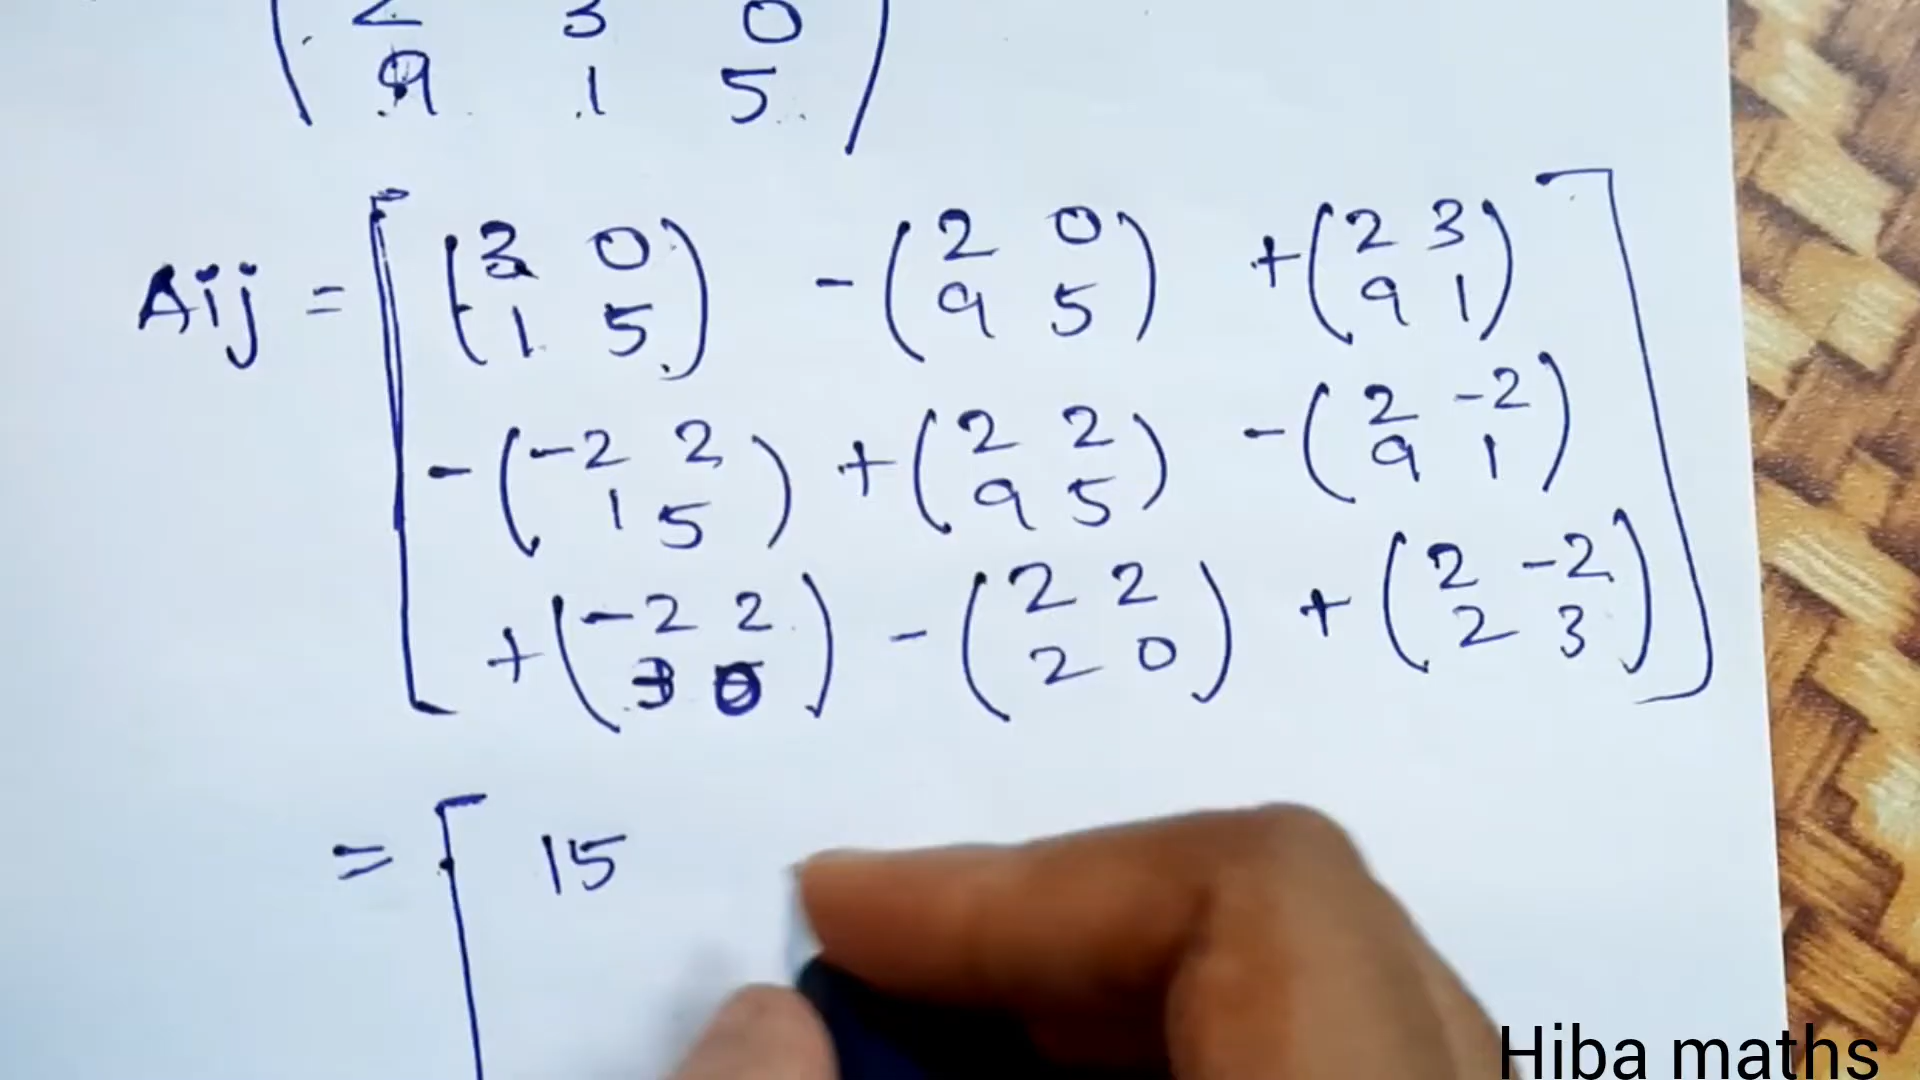 2 3 0
9 1 5
Aij = [ (3 0 -(2 0 +(2 3
1 5) 9 5) 9 1)
-(-2 2 +(2 2 -(2 -2
1 5) 9 5) 9 1)
+(-2 2 -(2 2 +(2 -2
3 0) 2 0) 2 3) ]
= [ 15
Hiba maths